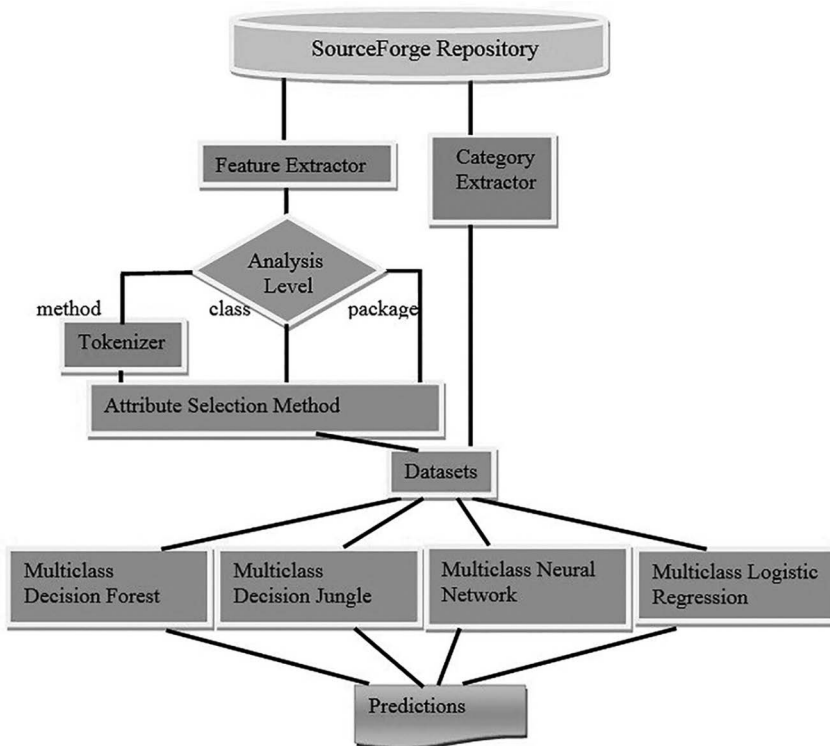 SourceForge Repository
Feature Extractor
Category
Extractor
Analysis
Level
method
class
package
Tokenizer
Attribute Selection Method
Datasets
Multiclass
Decision Forest
Multiclass
Decision Jungle
Multiclass Neural
Network
Multiclass Logistic
Regression
Predictions